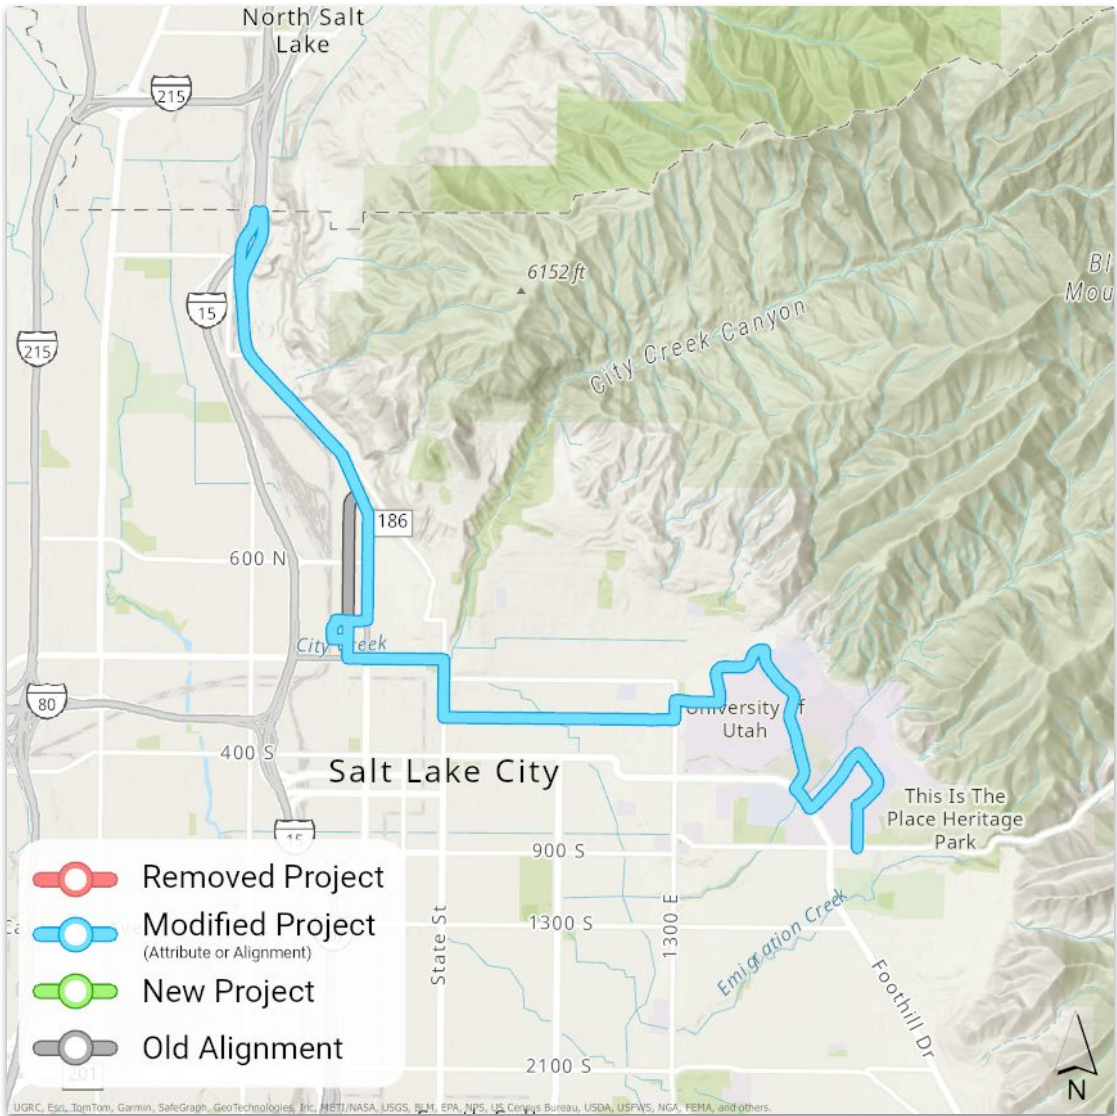 North Salt
Lake
215
6152 ft
Bl
Mou
15
215
City Creek Canyon
186
600 N
City Creek
80
University of
Utah
400 S
Salt Lake City
This Is The
Place Heritage
Park
15
900 S
Removed Project
Modified Project
(Attribute or Alignment)
State St
1300 S
1300 E
Emigration Creek
New Project
Foothill Dr
Old Alignment
2100 S
201
N
UGRC, Esri, TomTom, Garmin, SafeGraph, GeoTechnologies, Inc, METI/NASA, USGS, BLM, EPA, NPS, US Census Bureau, USDA, USFWS, NGA, FEMA, and others.